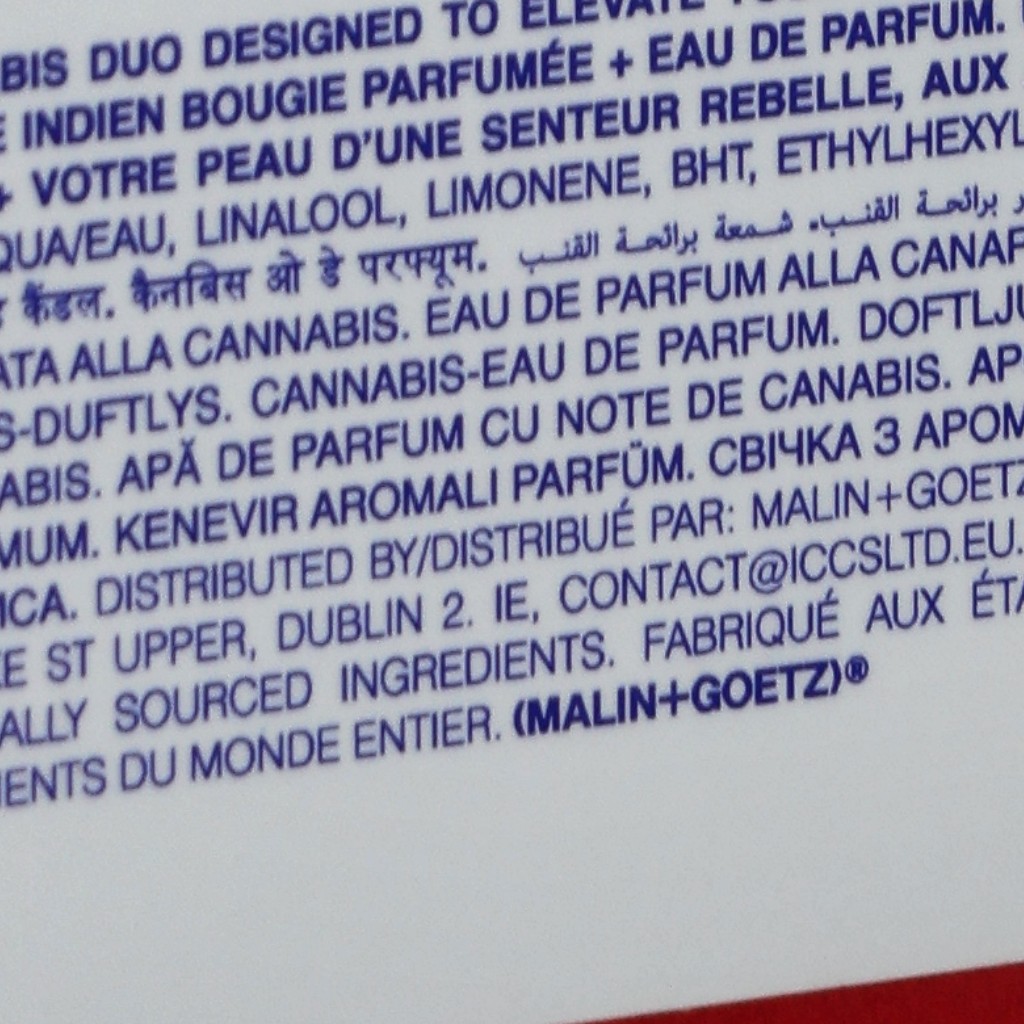 BIS DUO DESIGNED TO ELEVATE
INDIEN BOUGIE PARFUMÉE + EAU DE PARFUM.
+ VOTRE PEAU D'UNE SENTEUR REBELLE, AUX
QUA/EAU, LINALOOL, LIMONENE, BHT, ETHYLHEXYL
कैंडल. कैनबिस ओ डे परफ्यूम. شمعة برائحة القنب. برائحة القنب
ATA ALLA CANNABIS. EAU DE PARFUM ALLA CANAP
S-DUFTLYS. CANNABIS-EAU DE PARFUM. DOFTLJU
ABIS. APĂ DE PARFUM CU NOTE DE CANABIS. AP
MUM. KENEVIR AROMALI PARFÜM. СВІЧКА З АРОМ
ICA. DISTRIBUTED BY/DISTRIBUÉ PAR: MALIN+GOETZ
E ST UPPER, DUBLIN 2. IE, CONTACT@ICCSLTD.EU.
ALLY SOURCED INGREDIENTS. FABRIQUÉ AUX ÉTA
IENTS DU MONDE ENTIER. (MALIN+GOETZ)®